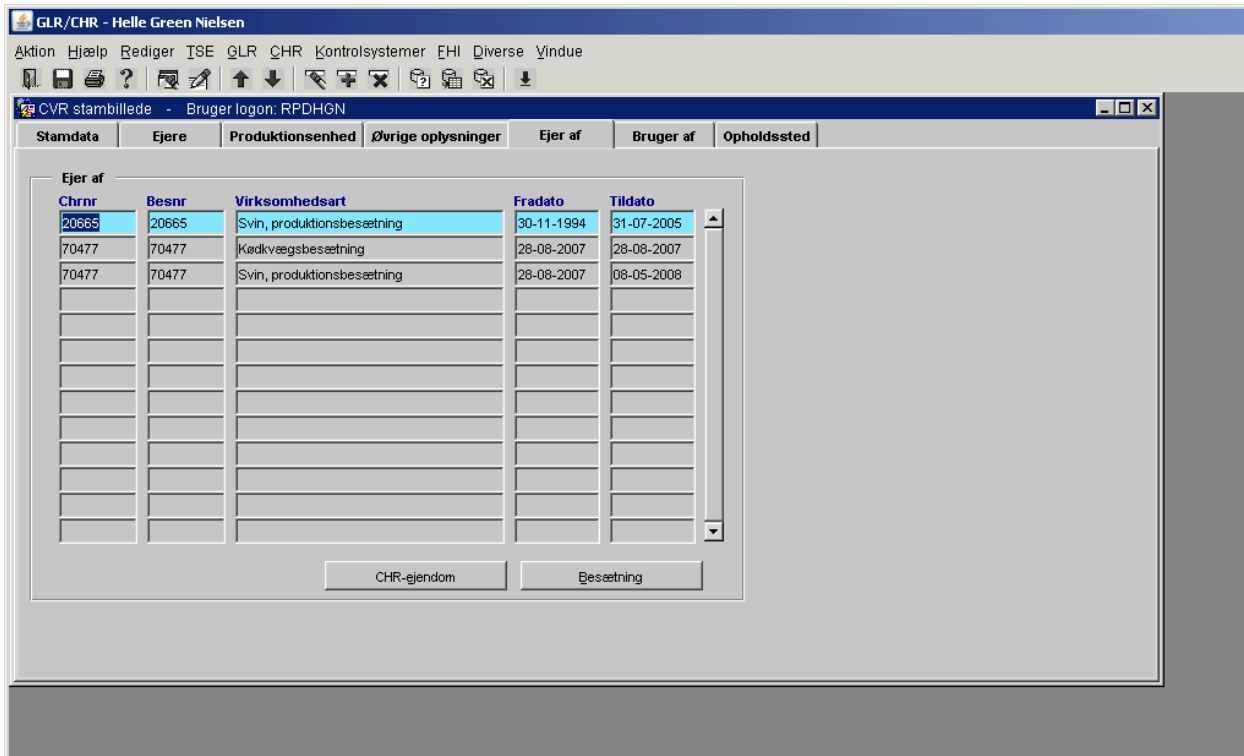 GLR/CHR - Helle Green Nielsen
Aktion Hjælp Rediger TSE GLR CHR Kontrolsystemer EHI Diverse Vindue
CVR stambillede - Bruger logon: RPDHGN
Stamdata Ejere Produktionsenhed Øvrige oplysninger Ejer af Bruger af Opholdssted
Ejer af
Chrnr Besnr Virksomhedsart Fradato Tildato
20665 20665 Svin, produktionsbesætning 30-11-1994 31-07-2005
70477 70477 Kødkvægsbesætning 28-08-2007 28-08-2007
70477 70477 Svin, produktionsbesætning 28-08-2007 08-05-2008
CHR-ejendom Besætning